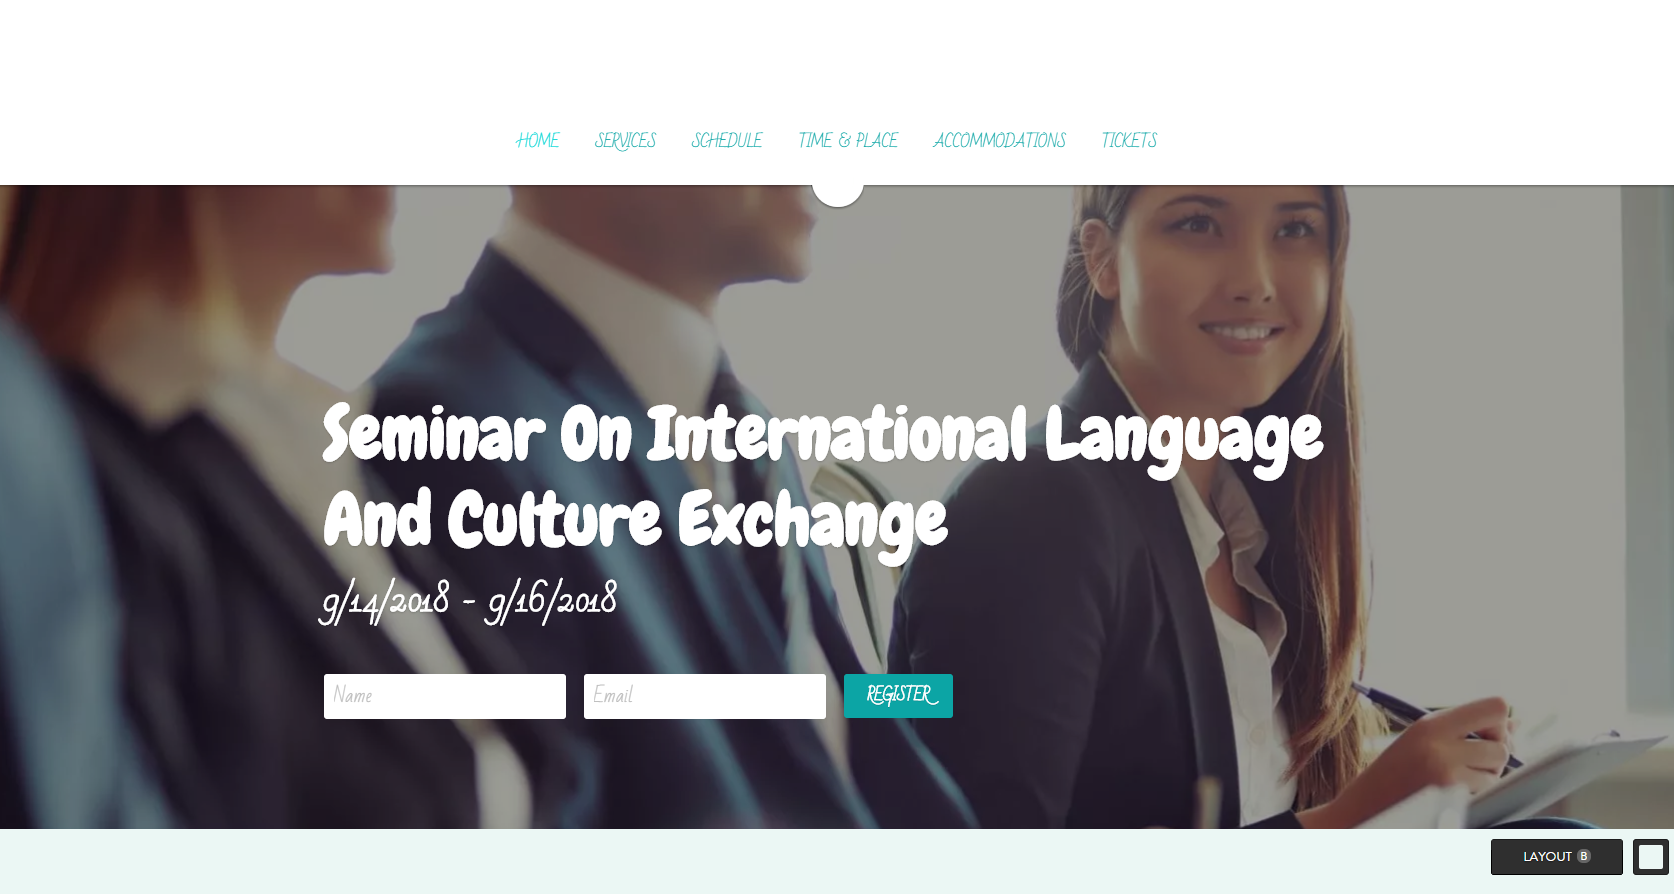 HOME SERVICES SCHEDULE TIME & PLACE ACCOMMODATIONS TICKETS
Seminar On International Language
And Culture Exchange
9/14/2018 - 9/16/2018
Name Email REGISTER
LAYOUT B